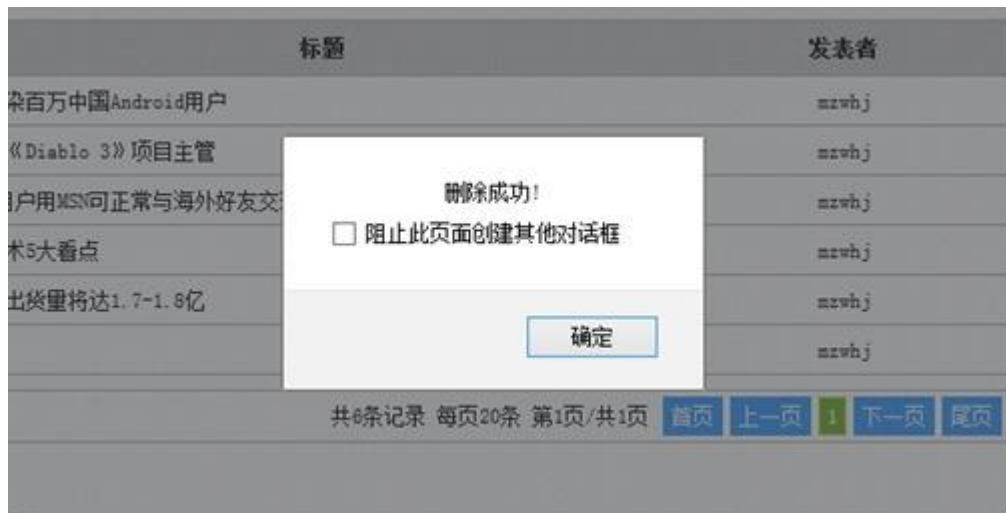 标题 发表者
染百万中国Android用户 mzwhj
《Diablo 3》项目主管 mzwhj
用户用MSN可正常与海外好友交 mzwhj
术5大看点 mzwhj
出货量将达1.7-1.8亿 mzwhj
mzwhj
删除成功!
阻止此页面创建其他对话框
确定
共6条记录 每页20条 第1页/共1页 首页 上一页 1 下一页 尾页